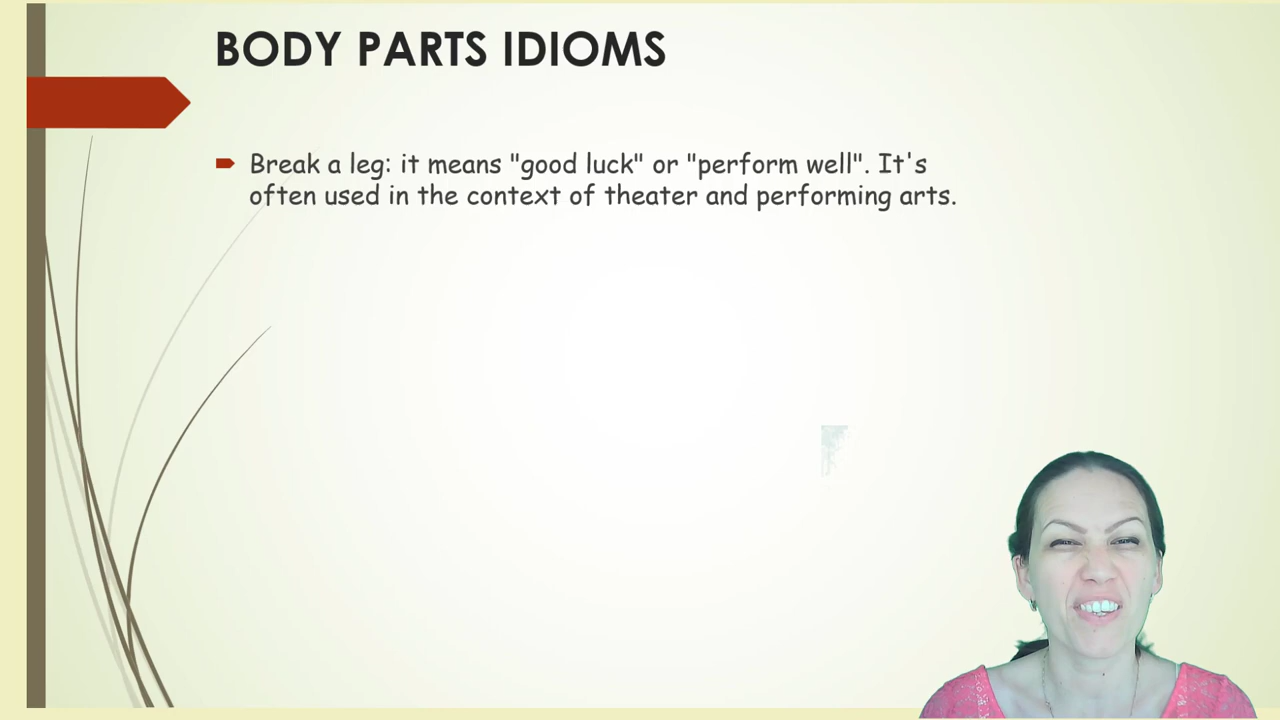 BODY PARTS IDIOMS
Break a leg: it means "good luck" or "perform well". It's
often used in the context of theater and performing arts.